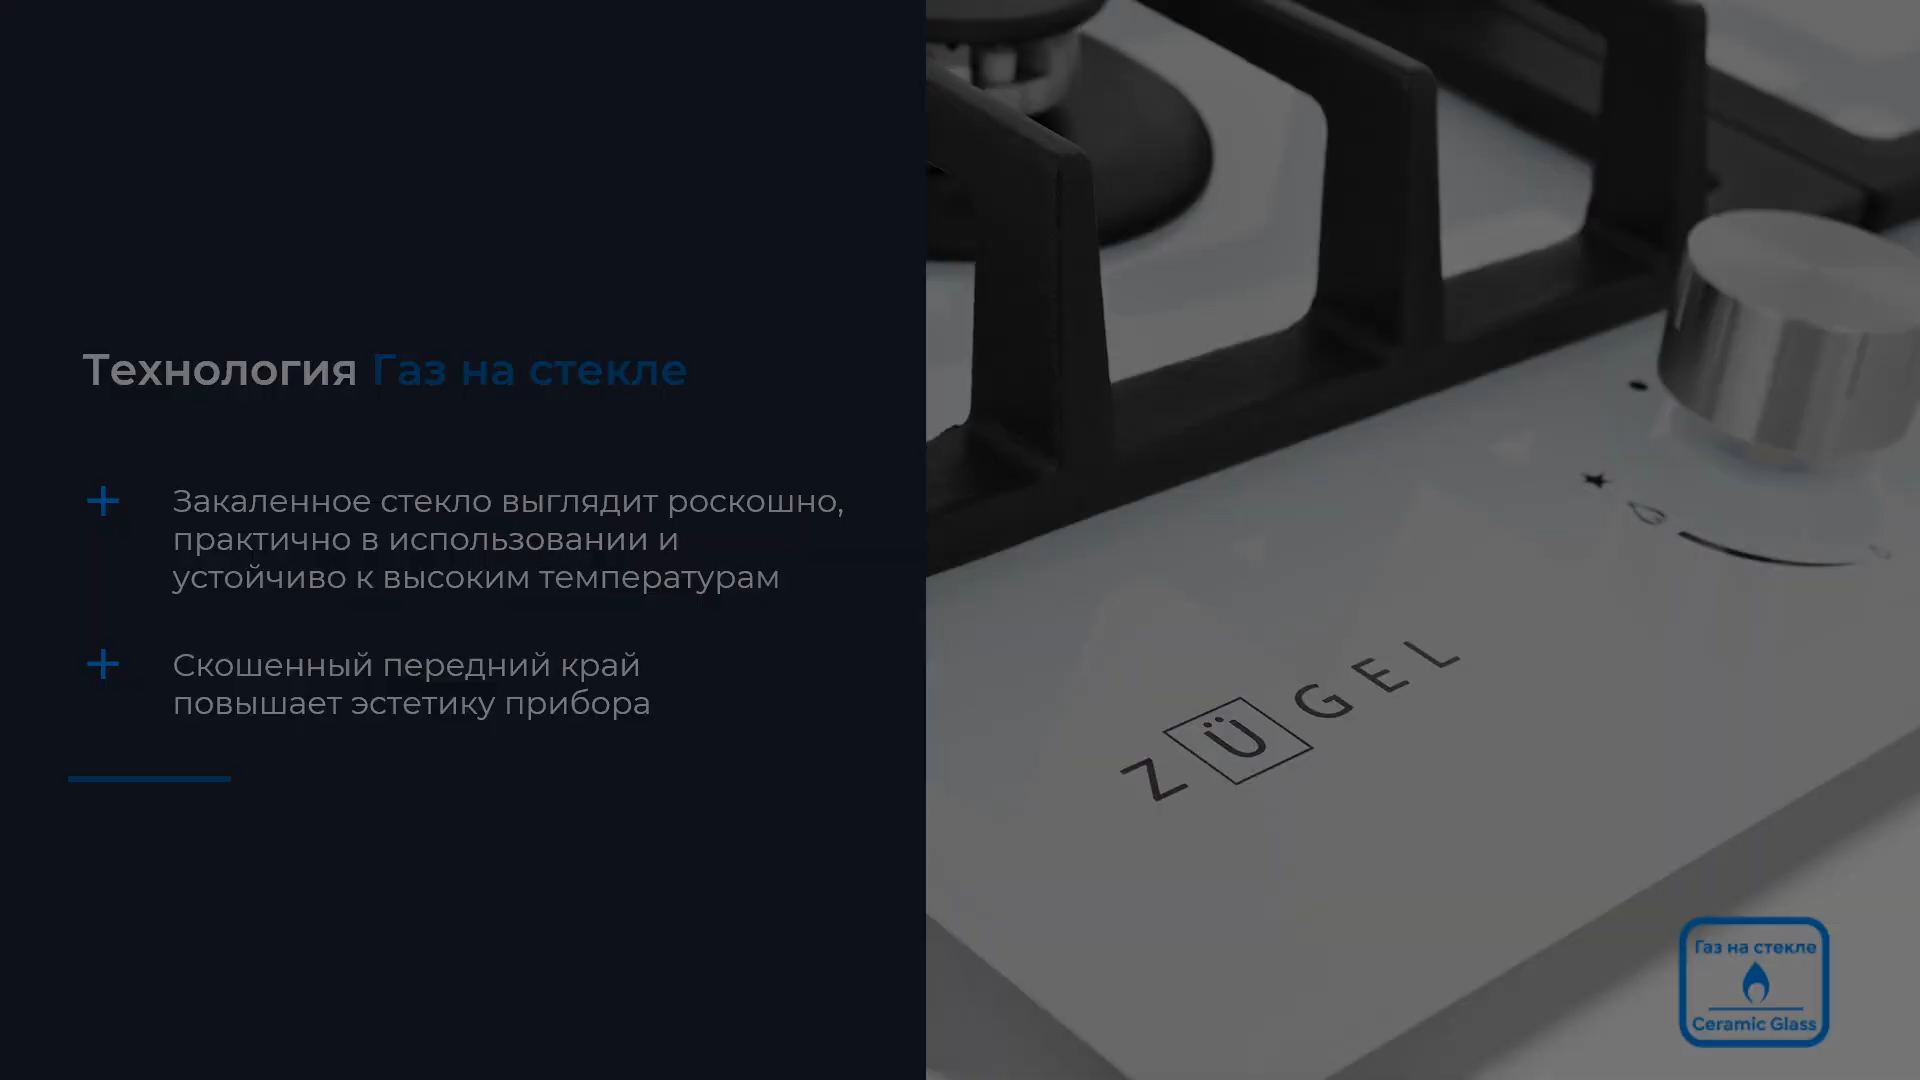 Технология Газ на стекле
Закаленное стекло выглядит роскошно,
практично в использовании и
устойчиво к высоким температурам
Скошенный передний край
повышает эстетику прибора
ZÜGEL
Газ на стекле
Ceramic Glass